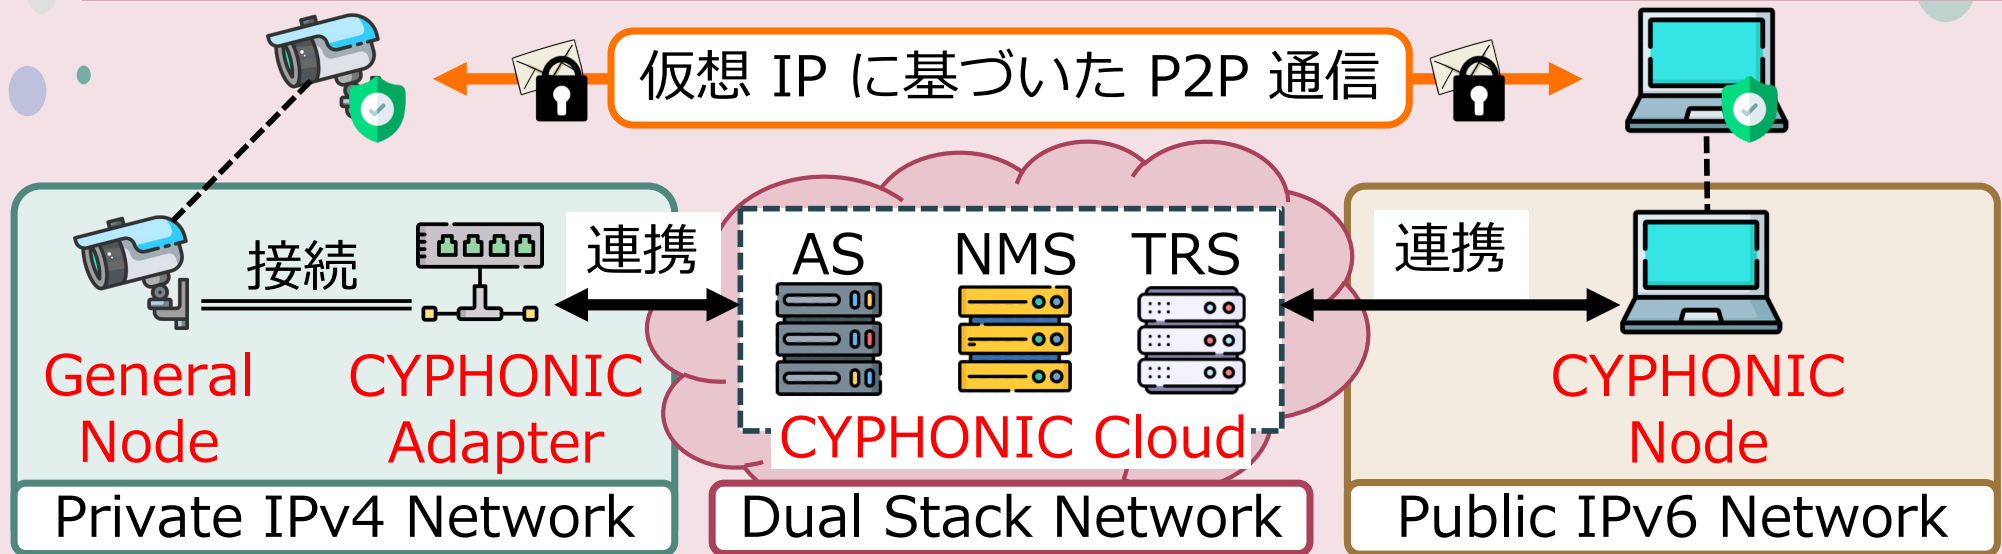 仮想 IP に基づいた P2P 通信
接続
連携
AS
NMS
TRS
連携
General
Node
CYPHONIC
Adapter
CYPHONIC Cloud
CYPHONIC
Node
Private IPv4 Network
Dual Stack Network
Public IPv6 Network